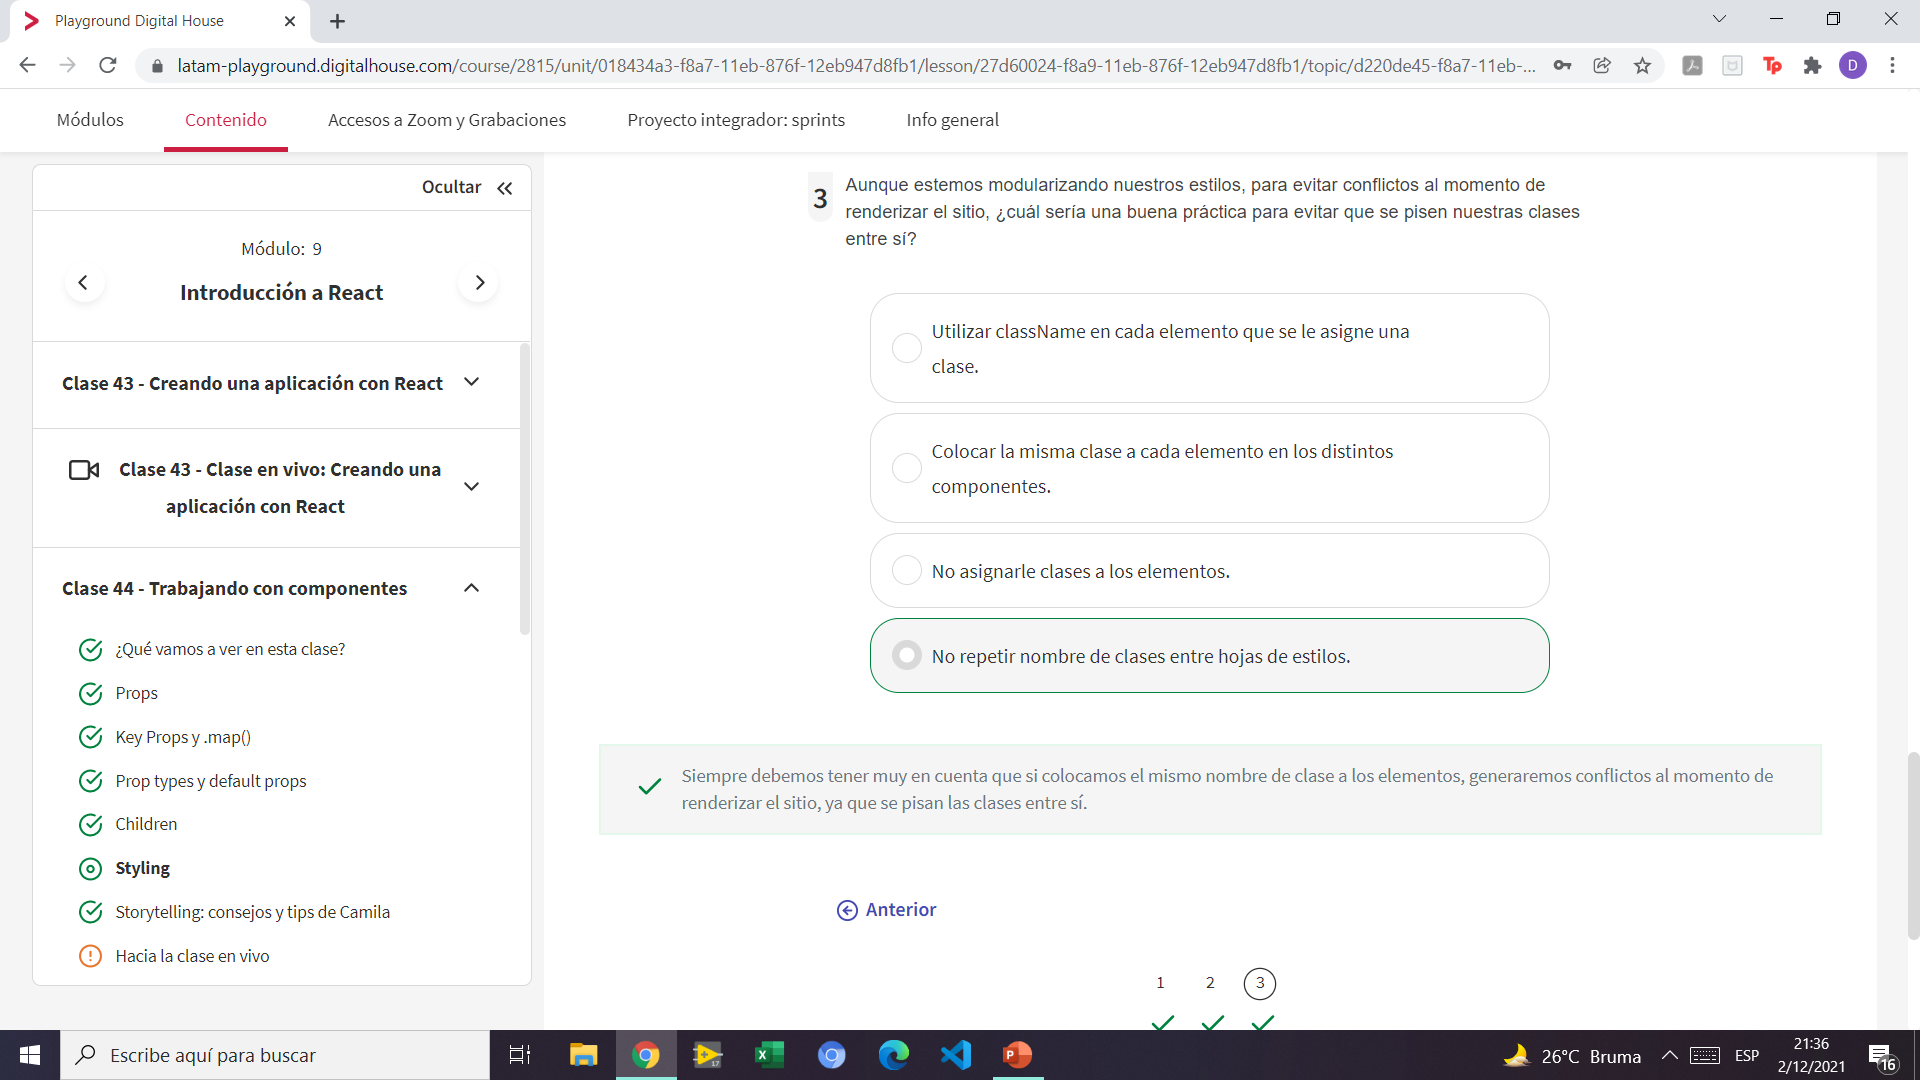 Playground Digital House
latam-playground.digitalhouse.com/course/2815/unit/018434a3-f8a7-11eb-876f-12eb947d8fb1/lesson/27d60024-f8a9-11eb-876f-12eb947d8fb1/topic/d220de45-f8a7-11eb-...
Tp
D
Módulos
Contenido
Accesos a Zoom y Grabaciones
Proyecto integrador: sprints
Info general
Ocultar
Módulo: 9
Introducción a React
Clase 43 - Creando una aplicación con React
Clase 43 - Clase en vivo: Creando una
aplicación con React
Clase 44 - Trabajando con componentes
¿Qué vamos a ver en esta clase?
Props
Key Props y .map()
Prop types y default props
Children
Styling
Storytelling: consejos y tips de Camila
Hacia la clase en vivo
3
Aunque estemos modularizando nuestros estilos, para evitar conflictos al momento de
renderizar el sitio, ¿cuál sería una buena práctica para evitar que se pisen nuestras clases
entre sí?
Utilizar className en cada elemento que se le asigne una
clase.
Colocar la misma clase a cada elemento en los distintos
componentes.
No asignarle clases a los elementos.
No repetir nombre de clases entre hojas de estilos.
Siempre debemos tener muy en cuenta que si colocamos el mismo nombre de clase a los elementos, generaremos conflictos al momento de
renderizar el sitio, ya que se pisan las clases entre sí.
Anterior
1 2 3
Escribe aquí para buscar
26°C Bruma
ESP
21:36
2/12/2021
16